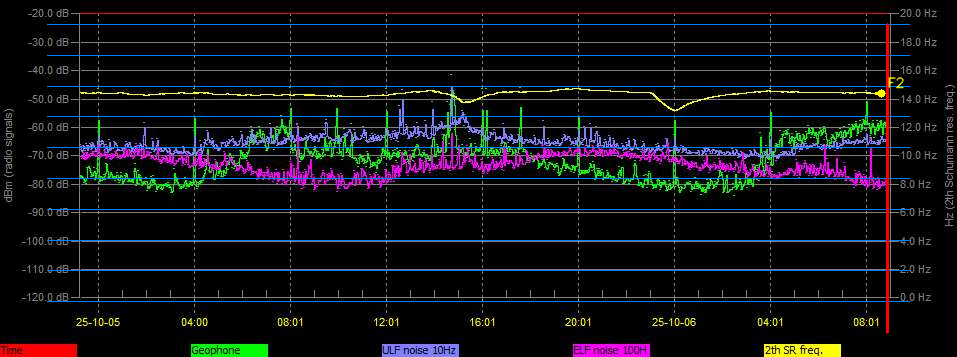 -20.0 dB 20.0 Hz
-30.0 dB 18.0 Hz
-40.0 dB 16.0 Hz
F2
-50.0 dB 14.0 Hz
-60.0 dB 12.0 Hz
-70.0 dB 10.0 Hz
-80.0 dB 8.0 Hz
-90.0 dB 6.0 Hz
-100.0 dB 4.0 Hz
-110.0 dB 2.0 Hz
-120.0 dB 0.0 Hz
dBm (radio signals)
Hz (2th Schumann res. freq.)
25-10-05 04:00 08:01 12:01 16:01 20:01 25-10-06 04:01 08:01
Time Geophone ULF noise 10Hz ELF noise 100H 2th SR freq.